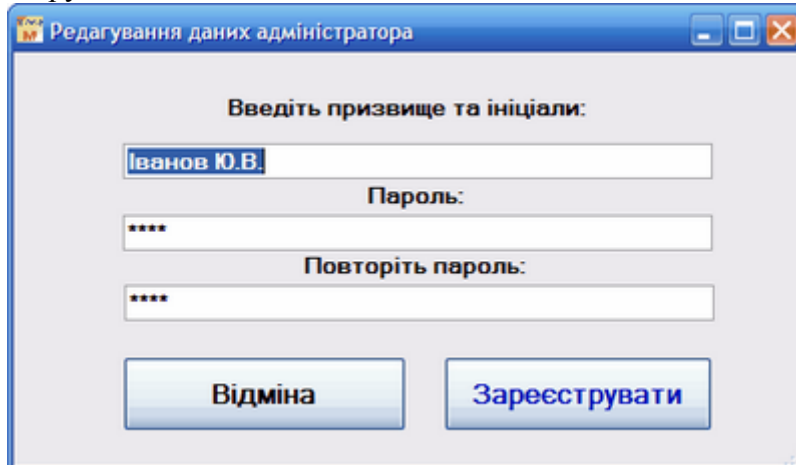 Редагування даних адміністратора
Введіть призвище та ініціали:
Іванов Ю.В.
Пароль:
****
Повторіть пароль:
****
Відміна
Зареєструвати